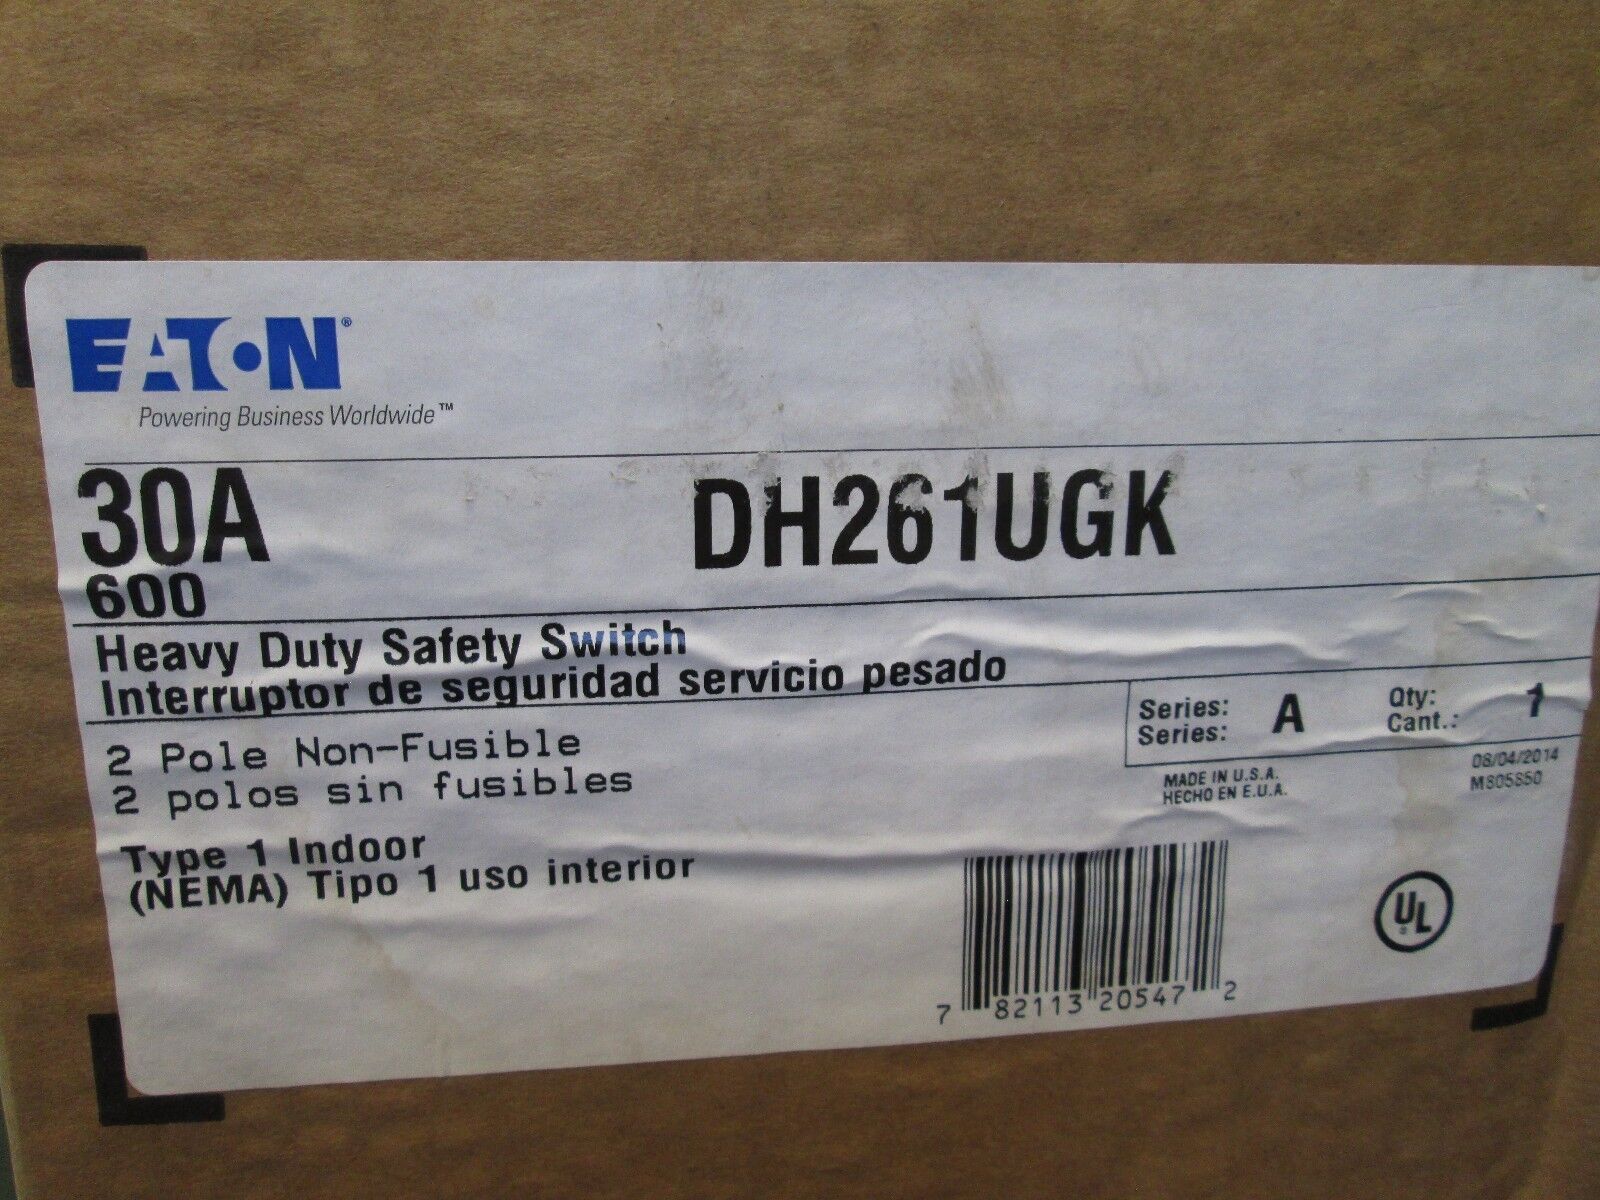 EATON®
Powering Business Worldwide™
30A DH261UGK
600
Heavy Duty Safety Switch
Interruptor de seguridad servicio pesado
2 Pole Non-Fusible
2 polos sin fusibles
Series: A Qty: 1
Series: Cant.:
MADE IN U.S.A.
HECHO EN E.U.A.
08/04/2014
M805850
Type 1 Indoor
(NEMA) Tipo 1 uso interior
7 82113 20547 2
UL®